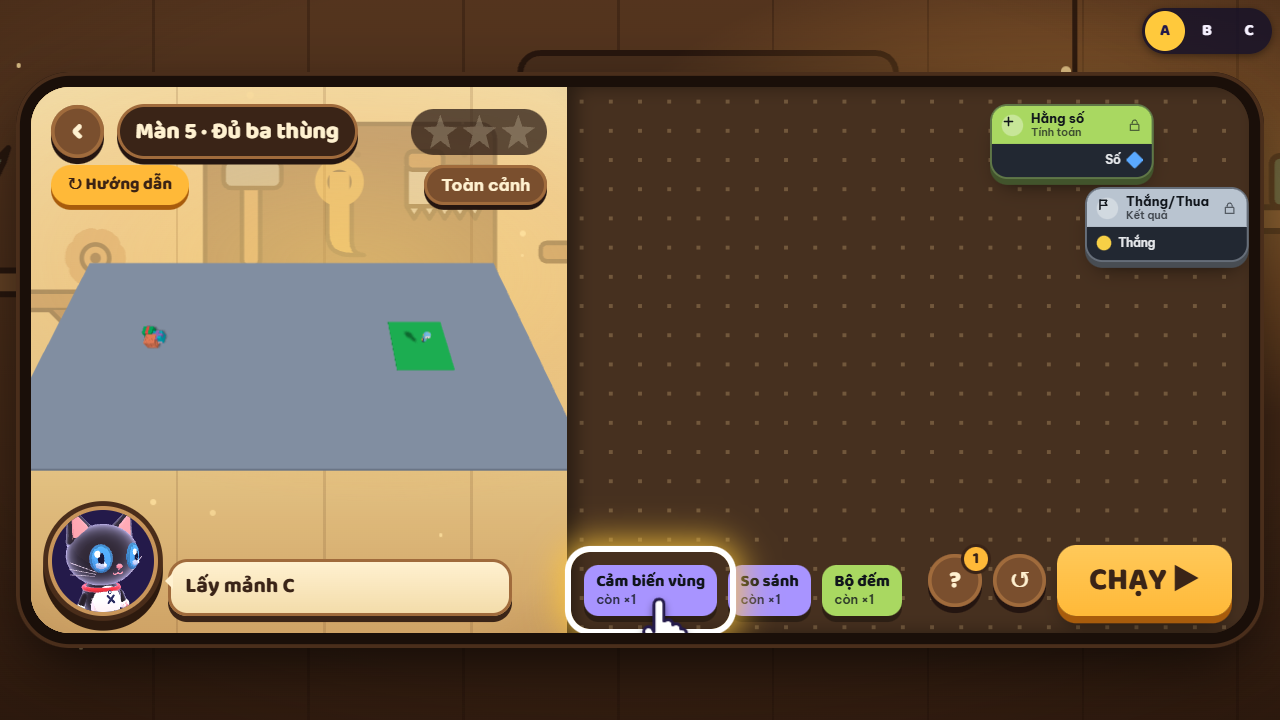 A B C
Màn 5 • Đủ ba thùng
↻ Hướng dẫn
Toàn cảnh
Hằng số
Tính toán
Số
Thắng/Thua
Kết quả
Thắng
Lấy mảnh C
Cảm biến vùng
còn ×1
So sánh
còn ×1
Bộ đếm
còn ×1
?
1
↺
CHẠY